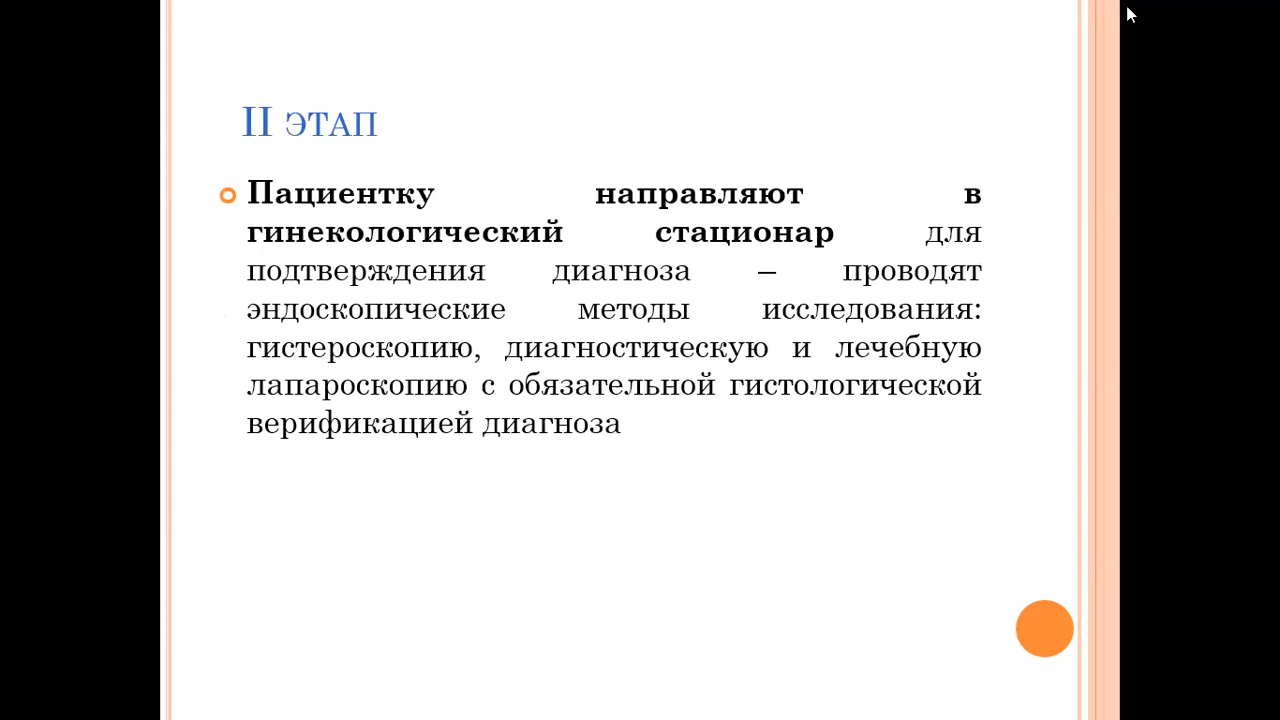 II ЭТАП
Пациентку направляют в
гинекологический стационар для
подтверждения диагноза – проводят
эндоскопические методы исследования:
гистероскопию, диагностическую и лечебную
лапароскопию с обязательной гистологической
верификацией диагноза